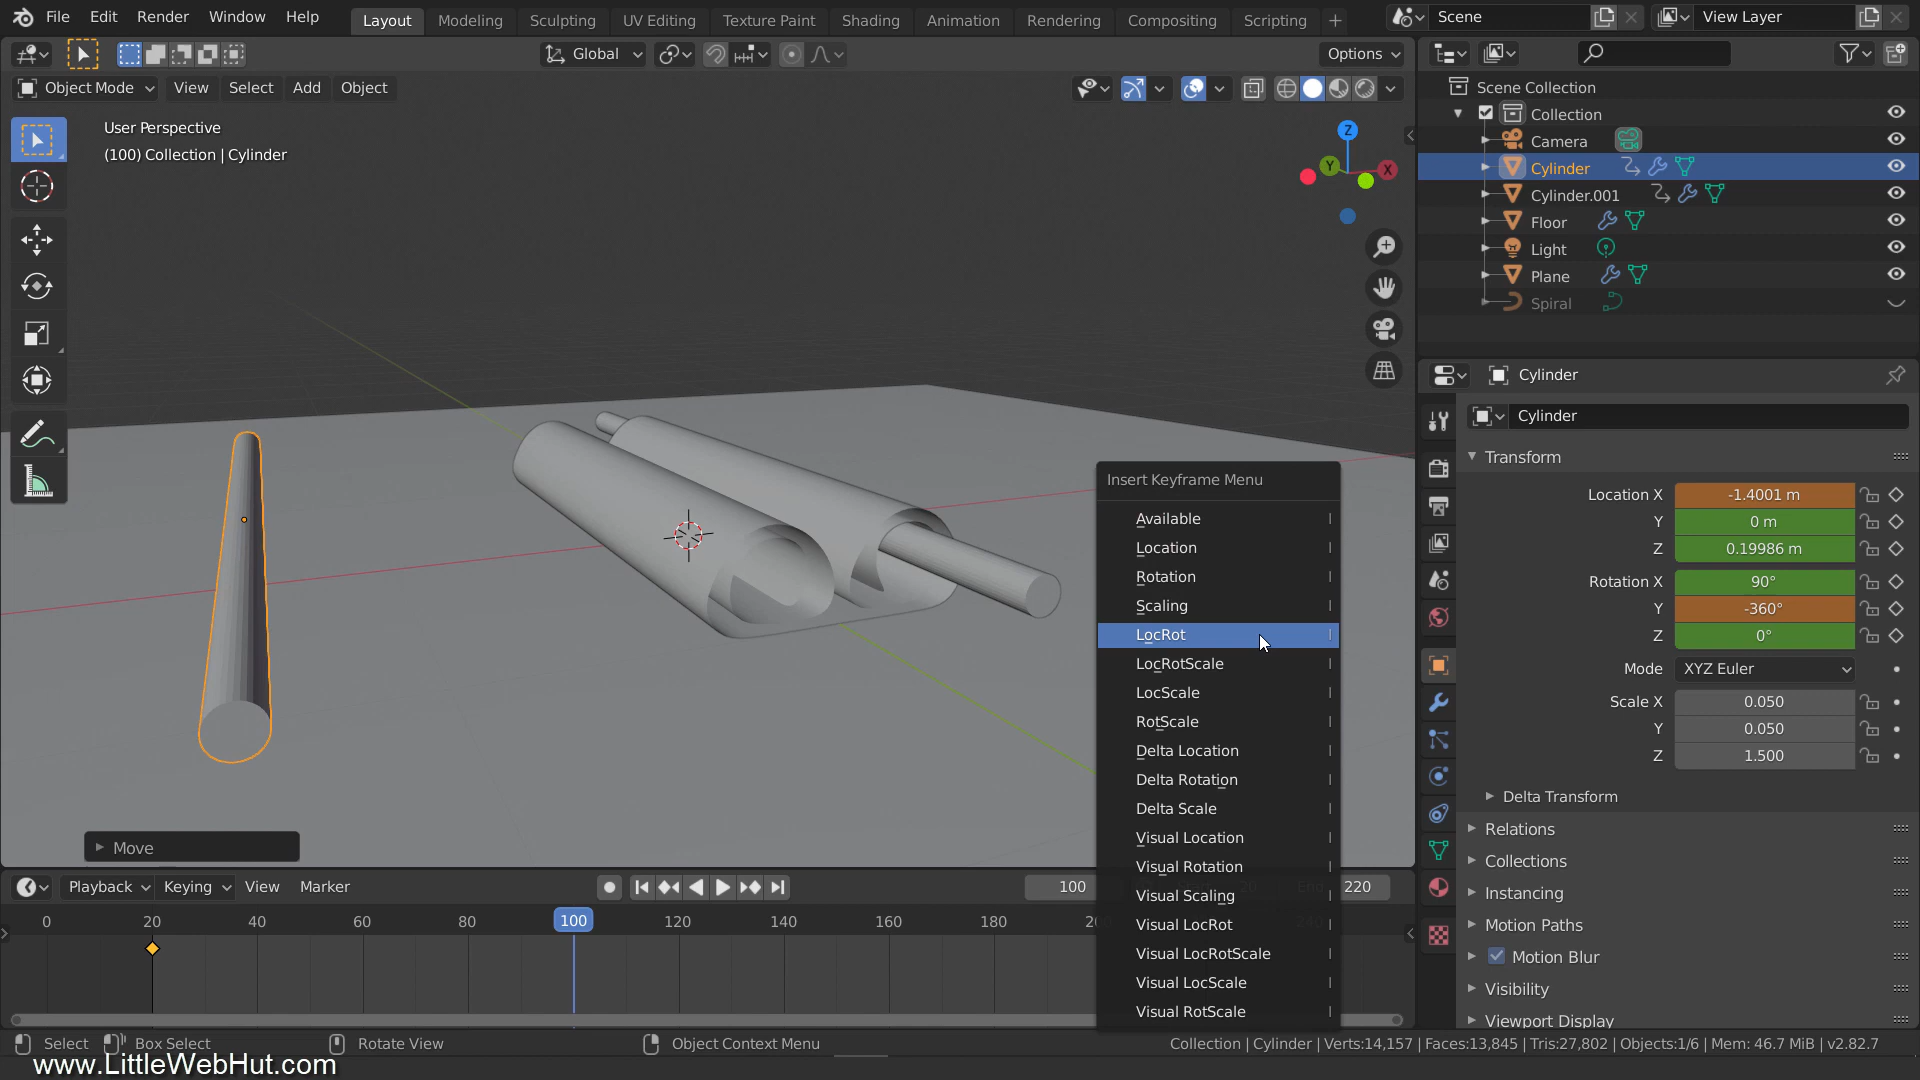 File Edit Render Window Help Layout Modeling Sculpting UV Editing Texture Paint Shading Animation Rendering Compositing Scripting + Scene View Layer
Global Options
Object Mode View Select Add Object
User Perspective
(100) Collection | Cylinder
Z
Y
X
Scene Collection
Collection
Camera
Cylinder
Cylinder.001
Floor
Light
Plane
Spiral
Cylinder
Cylinder
Transform
Location X -1.4001 m
Y 0 m
Z 0.19986 m
Rotation X 90°
Y -360°
Z 0°
Mode XYZ Euler
Scale X 0.050
Y 0.050
Z 1.500
Delta Transform
Relations
Collections
Instancing
Motion Paths
Motion Blur
Visibility
Viewport Display
Insert Keyframe Menu
Available I
Location I
Rotation I
Scaling I
LocRot I
LocRotScale I
LocScale I
RotScale I
Delta Location I
Delta Rotation I
Delta Scale I
Visual Location I
Visual Rotation I
Visual Scaling I
Visual LocRot I
Visual LocRotScale I
Visual LocScale I
Visual RotScale I
Move
Playback Keying View Marker 100 220
0 20 40 60 80 100 120 140 160 180
Select Box Select Rotate View Object Context Menu
Collection | Cylinder | Verts:14,157 | Faces:13,845 | Tris:27,802 | Objects:1/6 | Mem: 46.7 MiB | v2.82.7
www.LittleWebHut.com